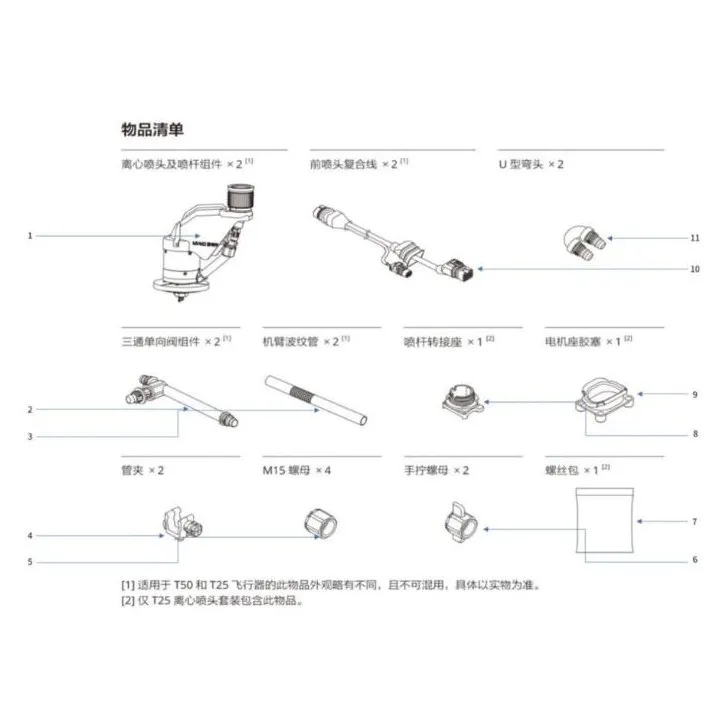 物品清单
离心喷头及喷杆组件 × 2 [1]
前喷头复合线 × 2 [1]
U 型弯头 × 2
1
11
10
三通单向阀组件 × 2 [1]
机臂波纹管 × 2 [1]
喷杆转接座 × 1 [2]
电机座胶塞 × 1 [2]
2
3
9
8
管夹 × 2
M15 螺母 × 4
手拧螺母 × 2
螺丝包 × 1 [2]
4
5
7
6
[1] 适用于 T50 和 T25 飞行器的此物品外观略有不同，且不可混用，具体以实物为准。
[2] 仅 T25 离心喷头套装包含此物品。